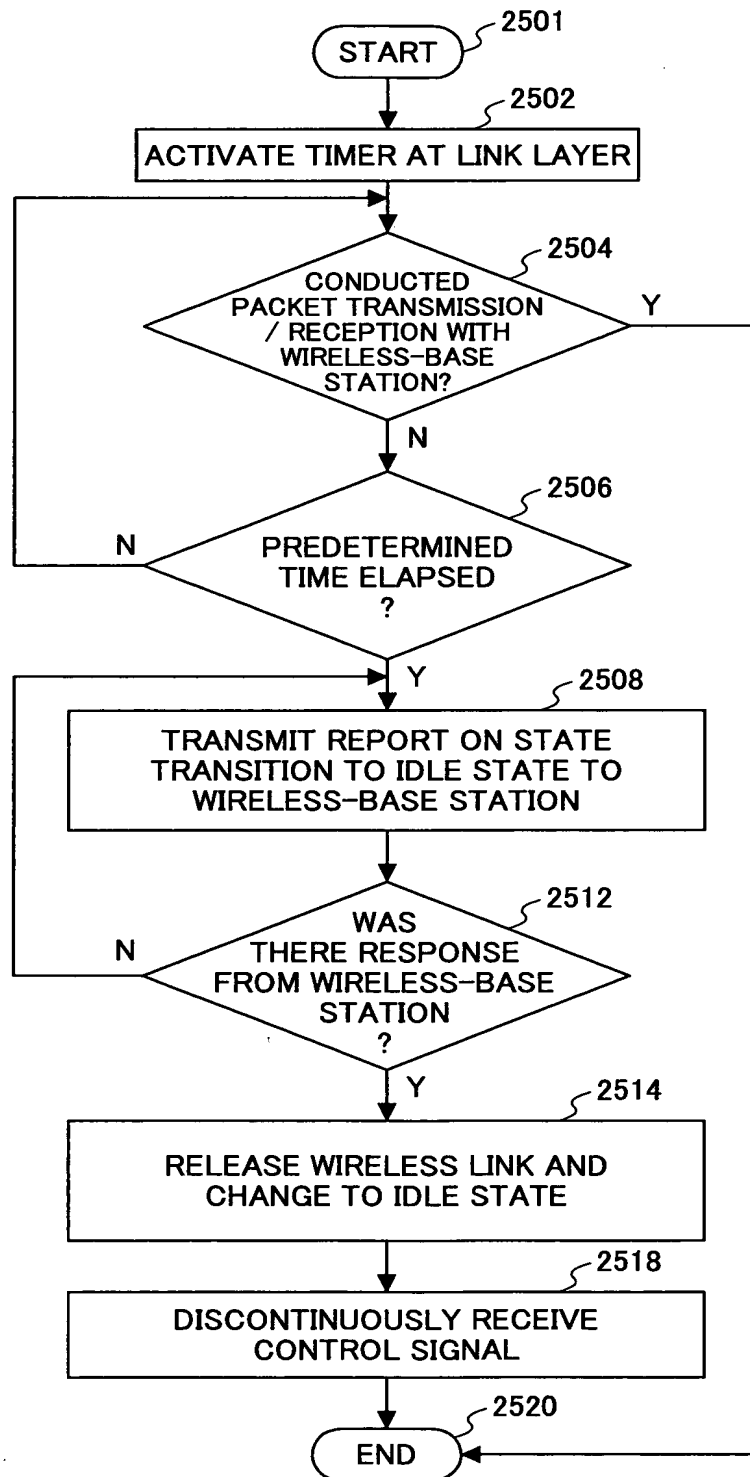 2501
START
2502
ACTIVATE TIMER AT LINK LAYER
2504
CONDUCTED
PACKET TRANSMISSION
/ RECEPTION WITH
WIRELESS-BASE
STATION?
Y
N
2506
PREDETERMINED
TIME ELAPSED
?
N
Y
2508
TRANSMIT REPORT ON STATE
TRANSITION TO IDLE STATE TO
WIRELESS-BASE STATION
2512
WAS
THERE RESPONSE
FROM WIRELESS-BASE
STATION
?
N
Y
2514
RELEASE WIRELESS LINK AND
CHANGE TO IDLE STATE
2518
DISCONTINUOUSLY RECEIVE
CONTROL SIGNAL
2520
END